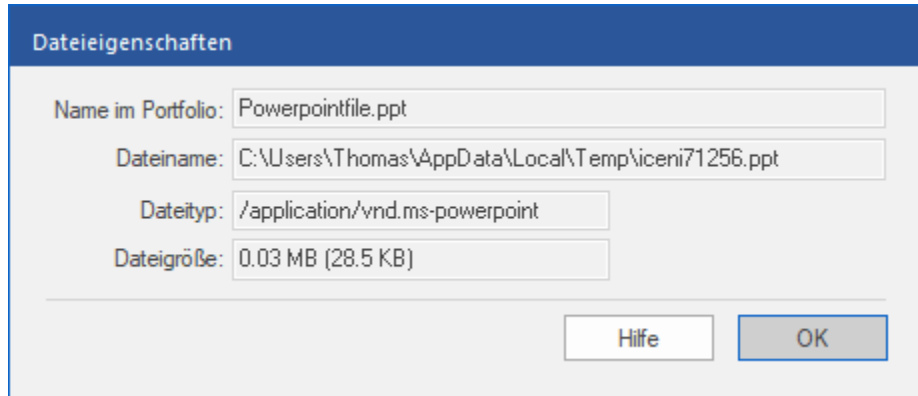 Dateieigenschaften
Name im Portfolio: Powerpointfile.ppt
Dateiname: C:\Users\Thomas\AppData\Local\Temp\iceni71256.ppt
Dateityp: /application/vnd.ms-powerpoint
Dateigröße: 0.03 MB (28.5 KB)
Hilfe OK